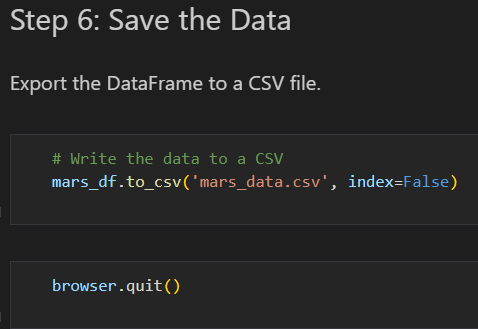 Step 6: Save the Data
Export the DataFrame to a CSV file.
# Write the data to a CSV
mars_df.to_csv('mars_data.csv', index=False)
browser.quit()